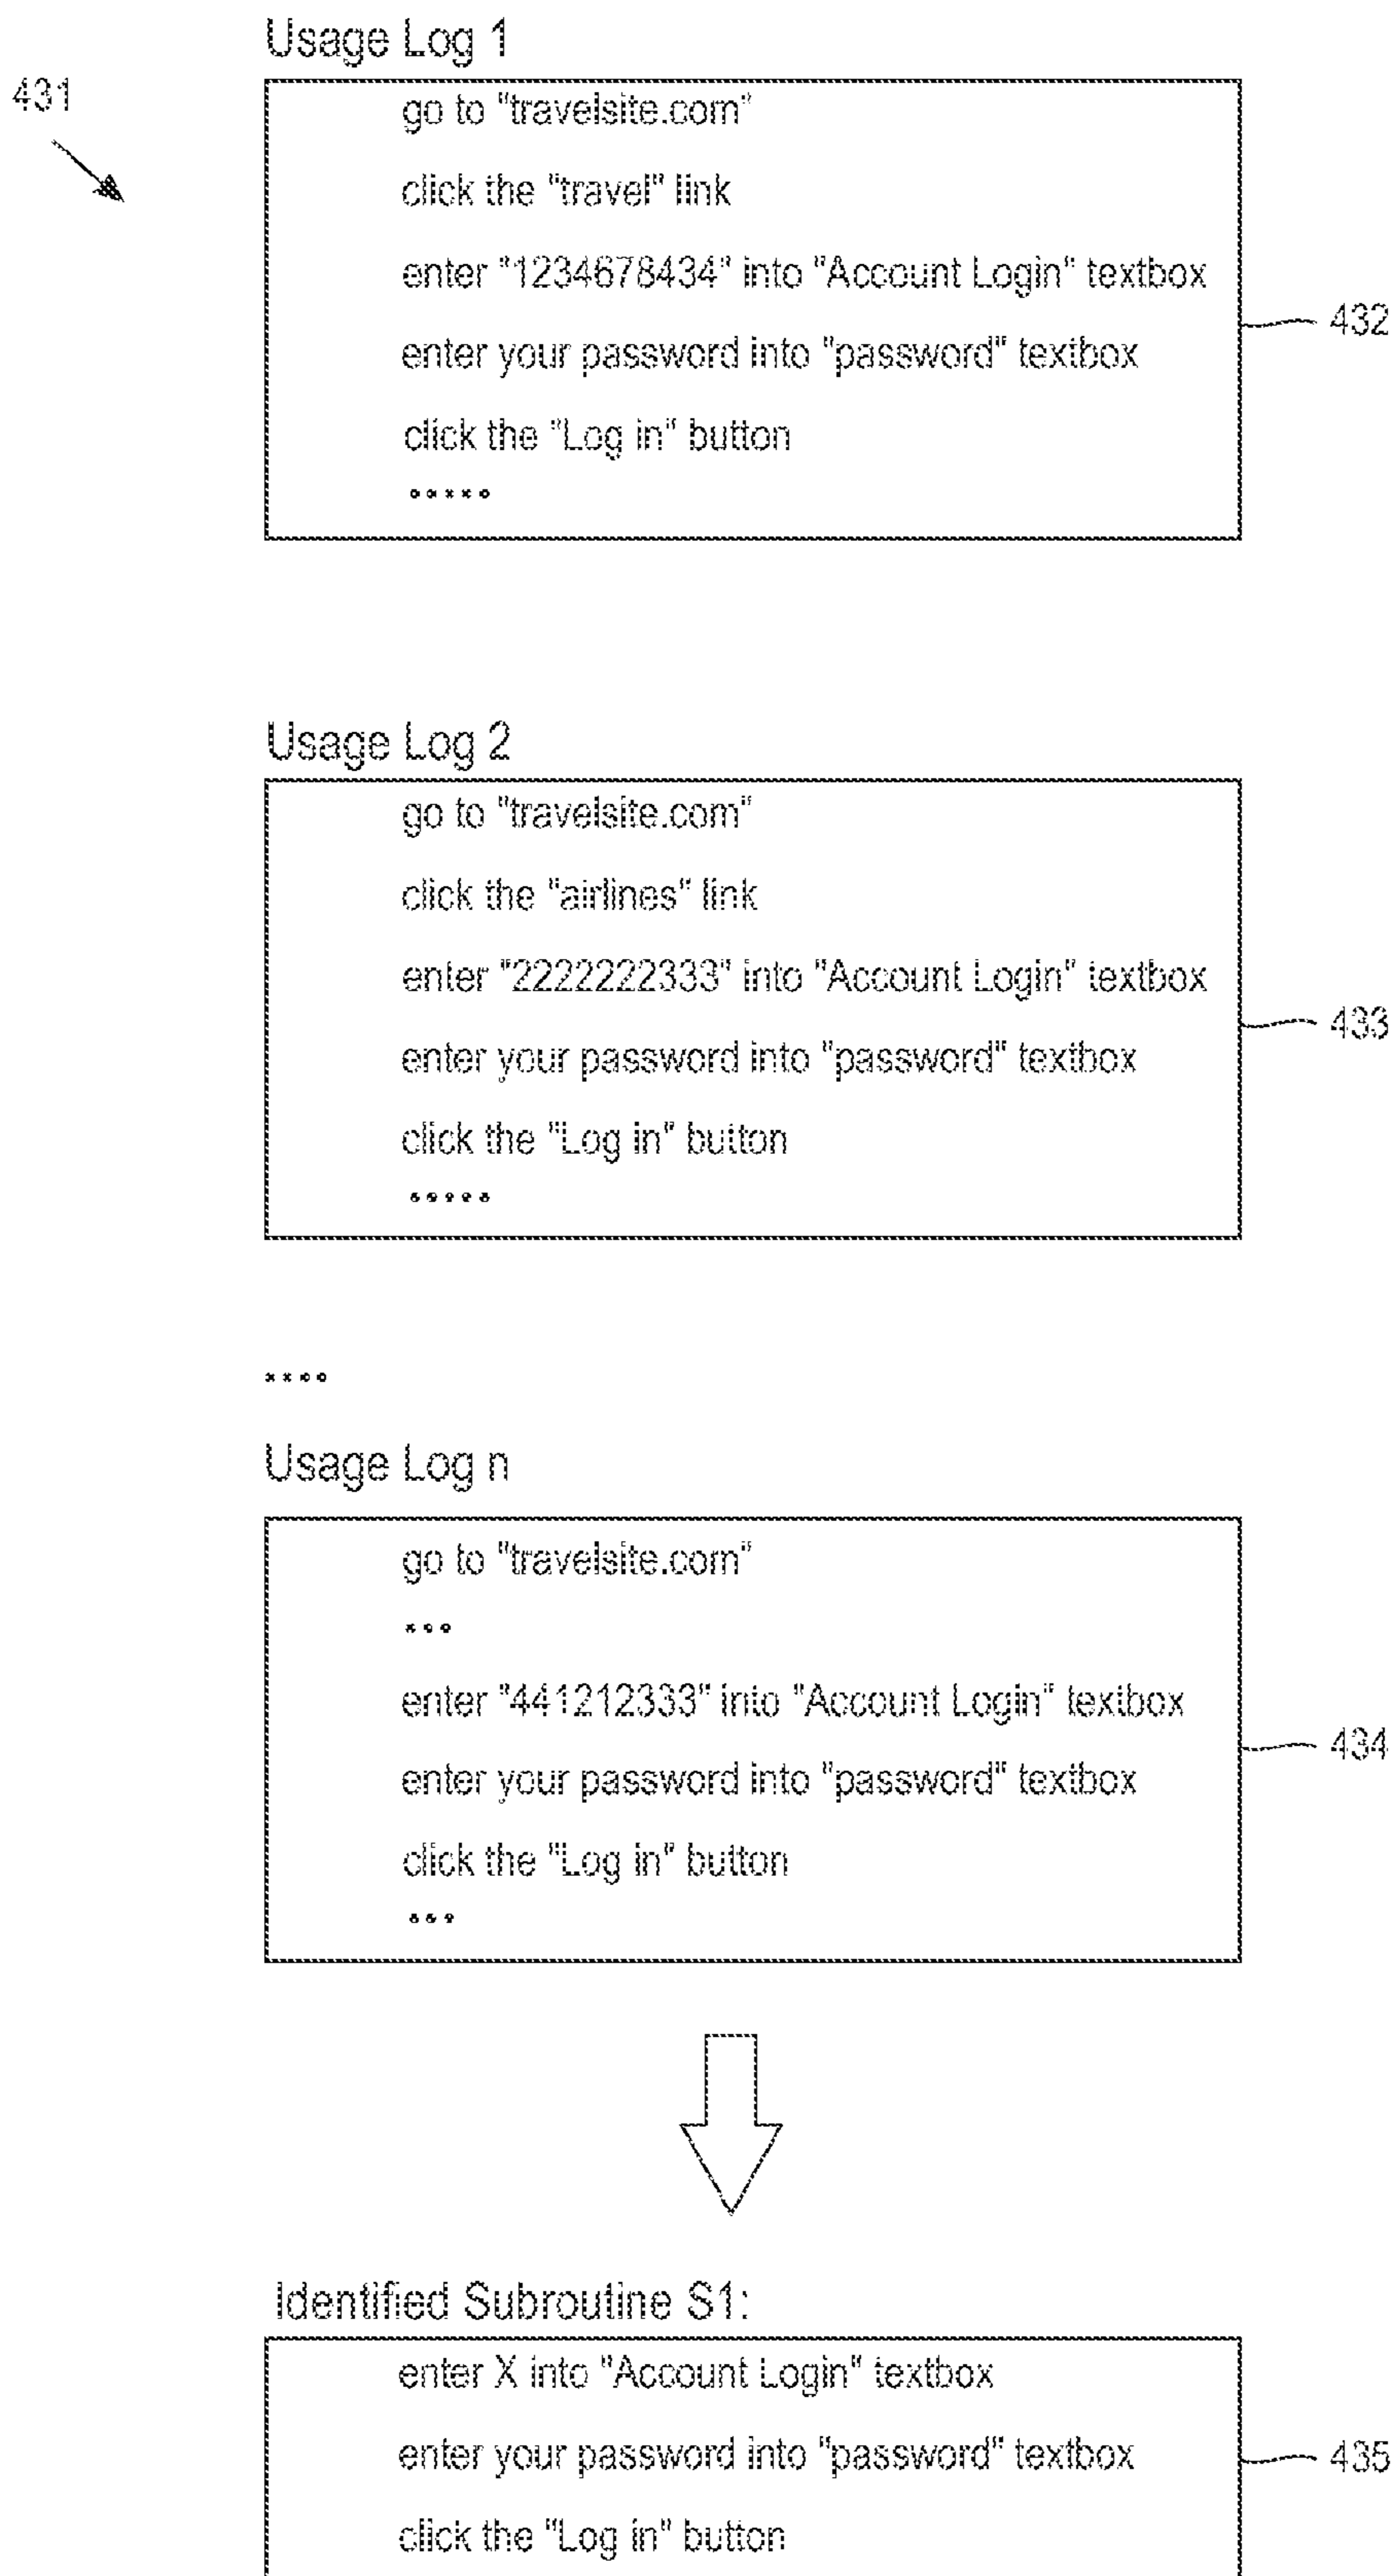 Usage Log 1
431
go to "travelsite.com"
click the "travel" link
enter "1234678434" into "Account Login" textbox
432
enter your password into "password" textbox
click the "Log in" button
.....
Usage Log 2
go to "travelsite.com"
click the "airlines" link
enter "2222222333" into "Account Login" textbox
433
enter your password into "password" textbox
click the "Log in" button
.....
....
Usage Log n
go to "travelsite.com"
...
enter "441212333" into "Account Login" textbox
434
enter your password into "password" textbox
click the "Log in" button
...
Identified Subroutine S1:
enter X into "Account Login" textbox
enter your password into "password" textbox
435
click the "Log in" button